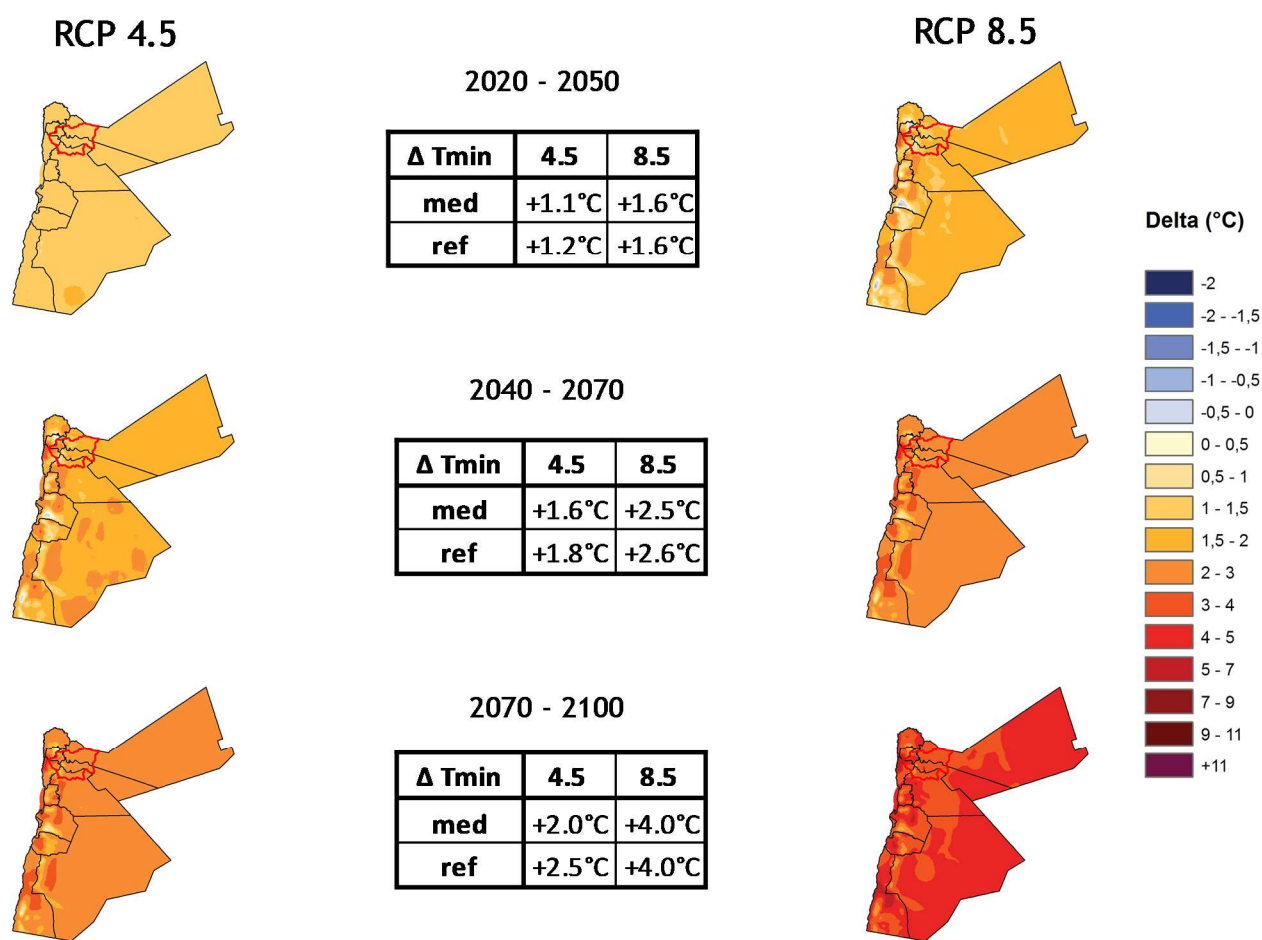 RCP 4.5
RCP 8.5
2020 - 2050
Δ Tmin 4.5 8.5
med +1.1°C +1.6°C
ref +1.2°C +1.6°C
2040 - 2070
Δ Tmin 4.5 8.5
med +1.6°C +2.5°C
ref +1.8°C +2.6°C
2070 - 2100
Δ Tmin 4.5 8.5
med +2.0°C +4.0°C
ref +2.5°C +4.0°C
Delta (°C)
-2
-2 - -1,5
-1,5 - -1
-1 - -0,5
-0,5 - 0
0 - 0,5
0,5 - 1
1 - 1,5
1,5 - 2
2 - 3
3 - 4
4 - 5
5 - 7
7 - 9
9 - 11
+11